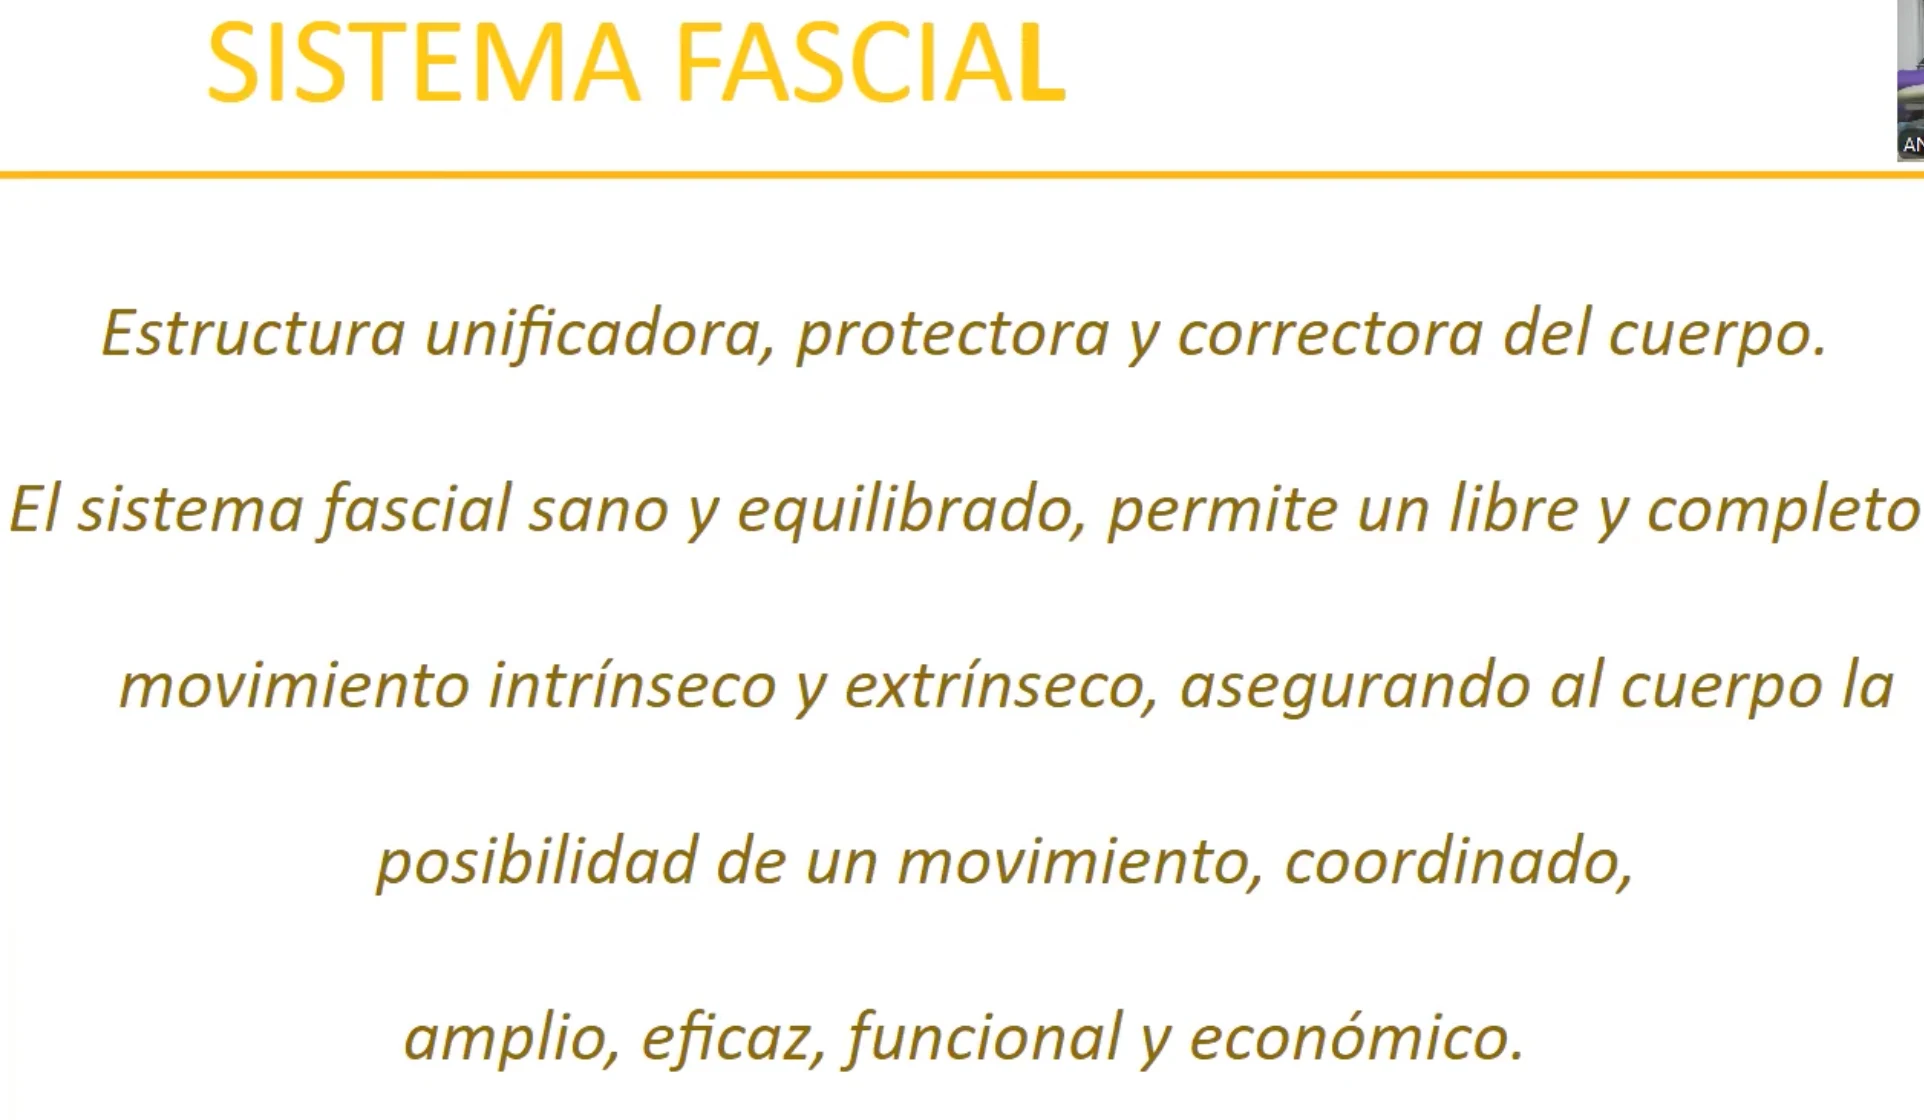 SISTEMA FASCIAL
AN
Estructura unificadora, protectora y correctora del cuerpo.
El sistema fascial sano y equilibrado, permite un libre y completo
movimiento intrínseco y extrínseco, asegurando al cuerpo la
posibilidad de un movimiento, coordinado,
amplio, eficaz, funcional y económico.